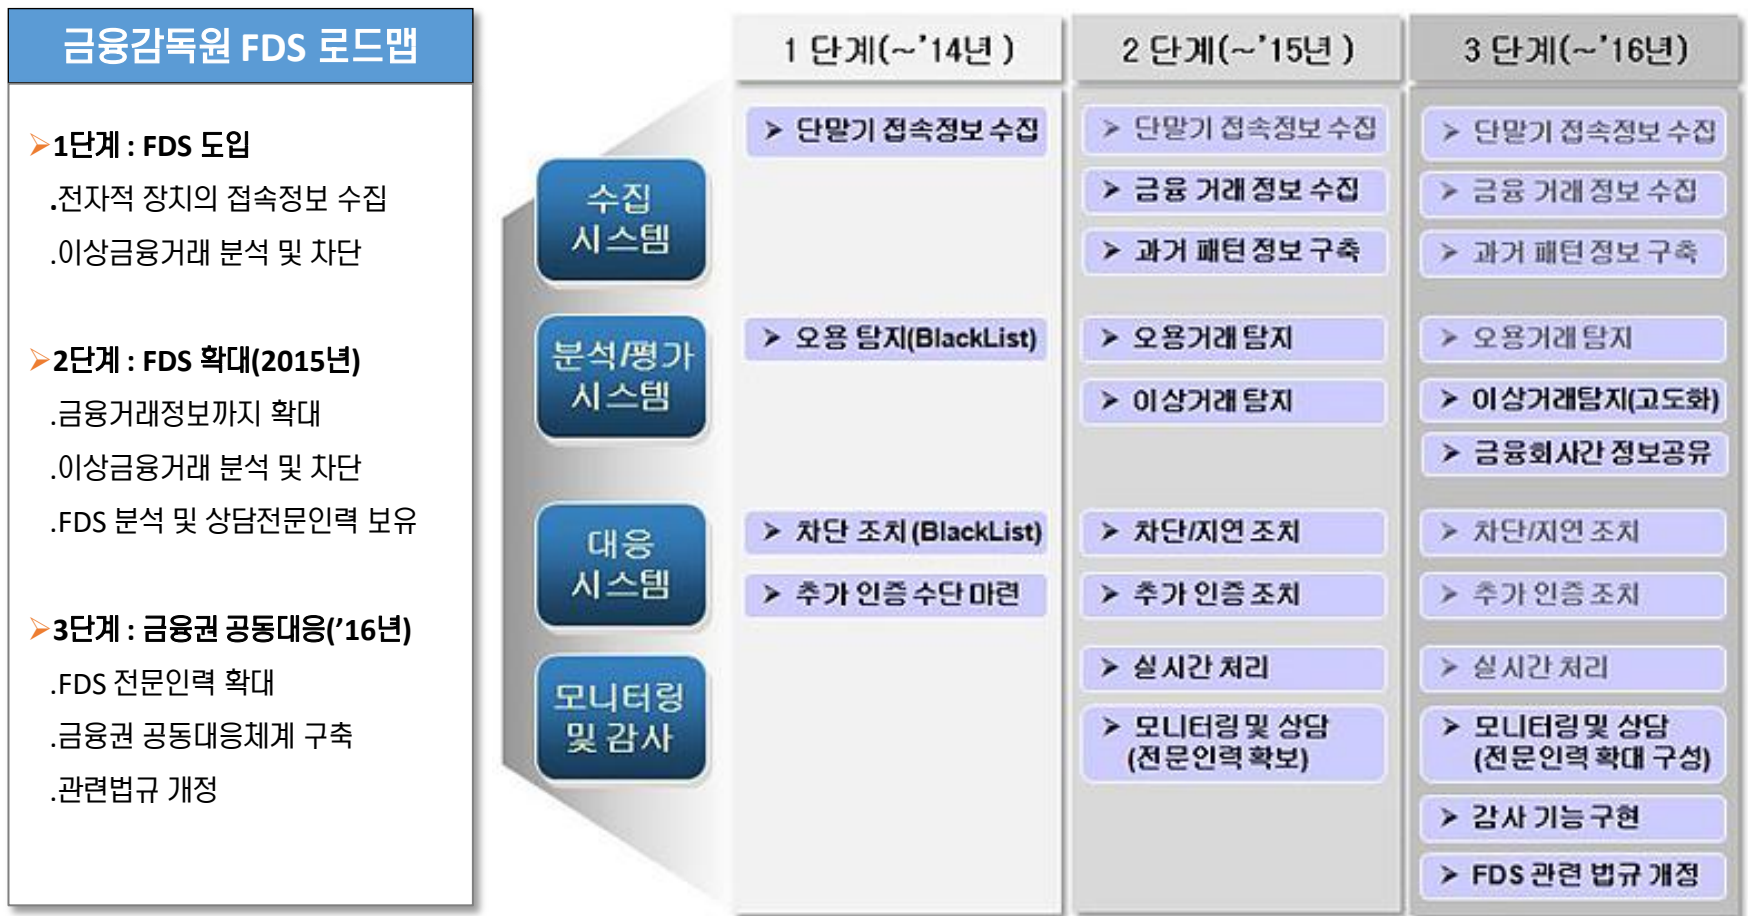 금융감독원 FDS 로드맵
➢1단계 : FDS 도입
.전자적 장치의 접속정보 수집
.이상금융거래 분석 및 차단
➢2단계 : FDS 확대(2015년)
.금융거래정보까지 확대
.이상금융거래 분석 및 차단
.FDS 분석 및 상담전문인력 보유
➢3단계 : 금융권 공동대응(’16년)
.FDS 전문인력 확대
.금융권 공동대응체계 구축
.관련법규 개정
수집
시스템
분석/평가
시스템
대응
시스템
모니터링
및 감사
1 단계(~’14년 )
➢ 단말기 접속정보 수집
➢ 오용 탐지(BlackList)
➢ 차단 조치(BlackList)
➢ 추가 인증 수단 마련
2 단계(~’15년 )
➢ 단말기 접속정보 수집
➢ 금융 거래 정보 수집
➢ 과거 패턴 정보 구축
➢ 오용거래 탐지
➢ 이상거래 탐지
➢ 차단/지연 조치
➢ 추가 인증 조치
➢ 실시간 처리
➢ 모니터링 및 상담
(전문인력 확보)
3 단계(~’16년)
➢ 단말기 접속정보 수집
➢ 금융 거래 정보 수집
➢ 과거 패턴 정보 구축
➢ 오용거래 탐지
➢ 이상거래탐지(고도화)
➢ 금융회사간 정보공유
➢ 차단/지연 조치
➢ 추가 인증 조치
➢ 실시간 처리
➢ 모니터링 및 상담
(전문인력 확대 구성)
➢ 감사 기능 구현
➢ FDS 관련 법규 개정